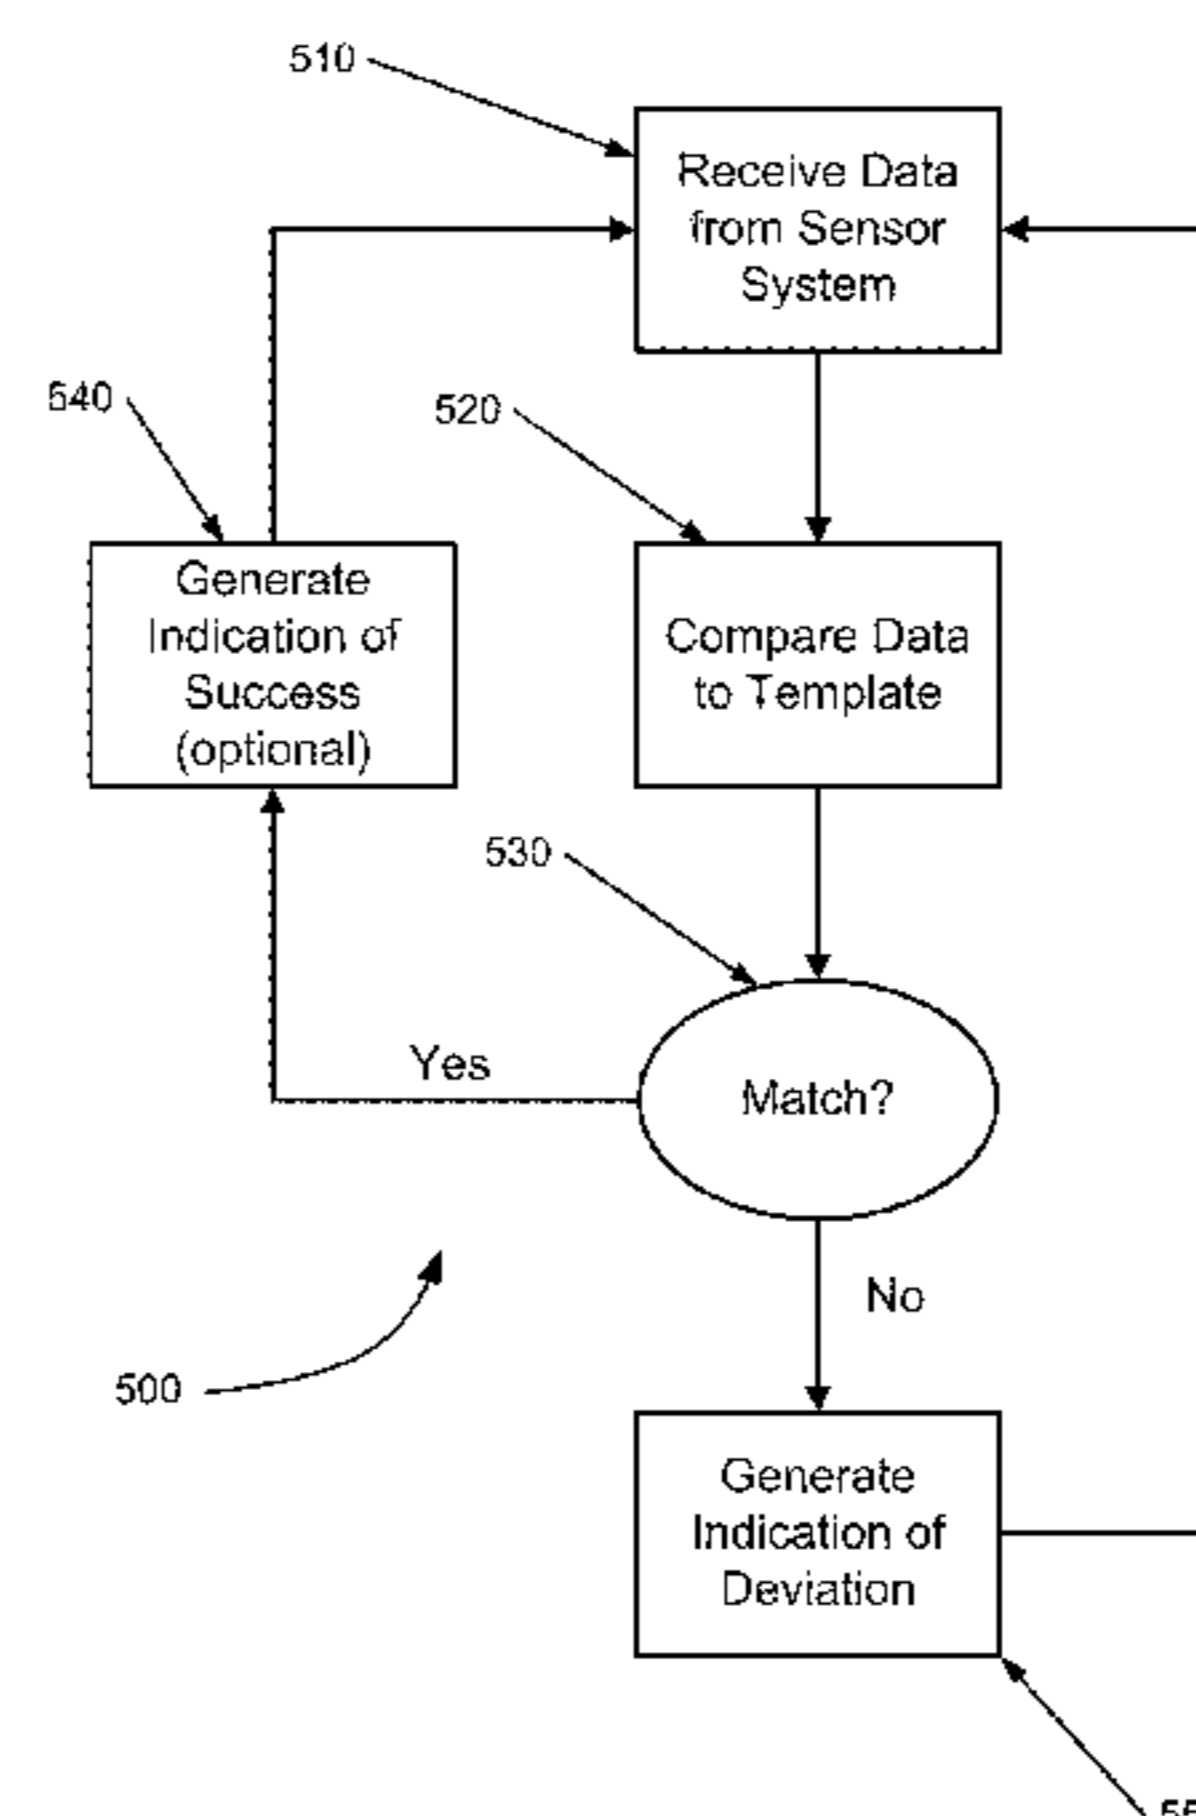 510
Receive Data
from Sensor
System
540
520
Generate
Indication of
Success
(optional)
Compare Data
to Template
530
Yes
Match?
No
500
Generate
Indication of
Deviation